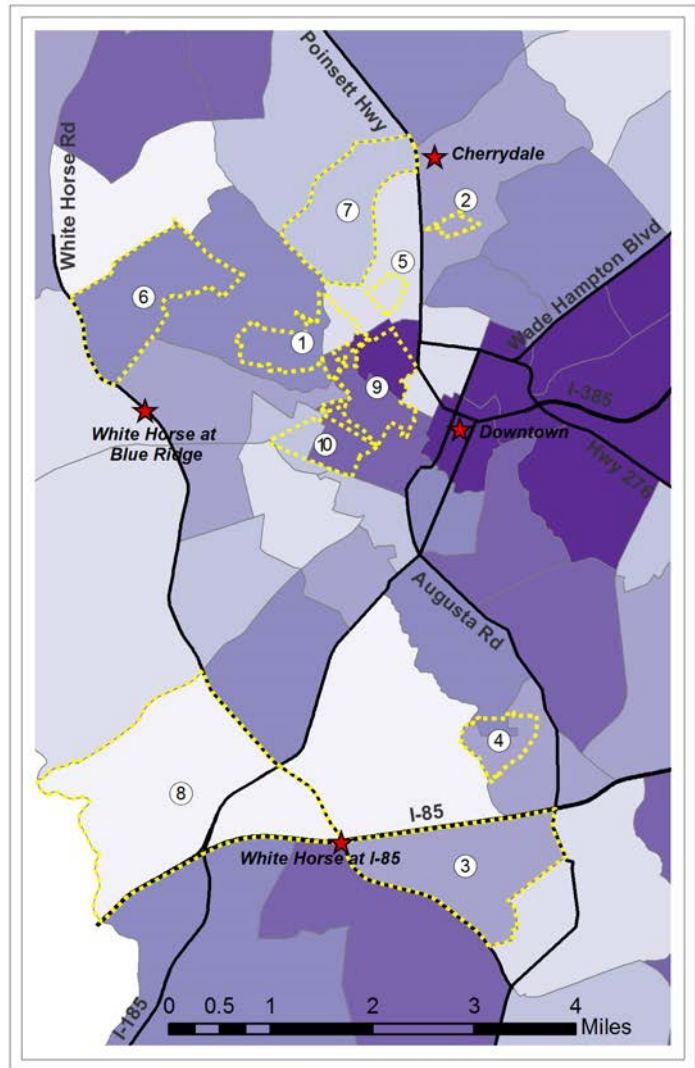 Poinsett Hwy
White Horse Rd
Cherrydale
2
7
Wade Hampton Blvd
5
6
1
9
I-385
White Horse at
Blue Ridge
10
Downtown
Hwy 276
Augusta Rd
4
8
I-85
White Horse at I-85
3
I-185
0 0.5 1 2 3 4
Miles